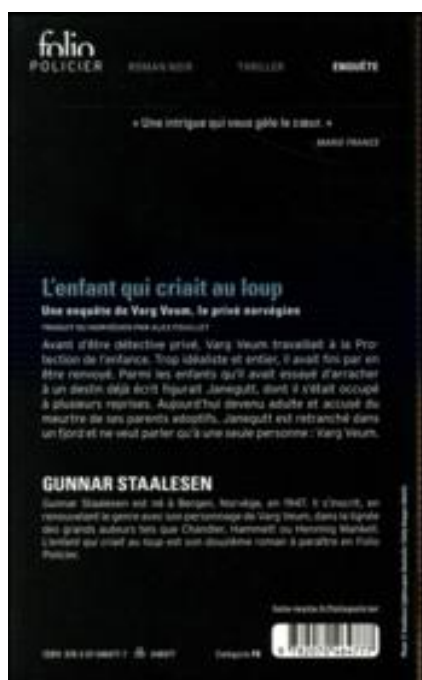 folio
POLICIER ROMAN NOIR THRILLER ENQUÊTE
« Une intrigue qui vous gèle le cœur. »
MARIE FRANCE
L'enfant qui criait au loup
Une enquête de Varg Veum, le privé norvégien
TRADUIT DU NORVÉGIEN PAR ALEX FOUILLET
Avant d'être détective privé, Varg Veum travaillait à la Pro-
tection de l'enfance. Trop idéaliste et entier, il avait fini par en
être renvoyé. Parmi les enfants qu'il avait essayé d'arracher
à un destin déjà écrit figurait Janegutt, dont il s'était occupé
à plusieurs reprises. Aujourd'hui devenu adulte et accusé du
meurtre de ses parents adoptifs, Janegutt est retranché dans
un fjord et ne veut parler qu'à une seule personne : Varg Veum.
GUNNAR STAALESEN
Gunnar Staalesen est né à Bergen, Norvège, en 1947. Il s'inscrit, en
renouvelant le genre avec son personnage de Varg Veum, dans la lignée
des grands auteurs tels que Chandler, Hammett ou Henning Mankell.
L'enfant qui criait au loup est son douzième roman à paraître en Folio
Policier.
Catégorie